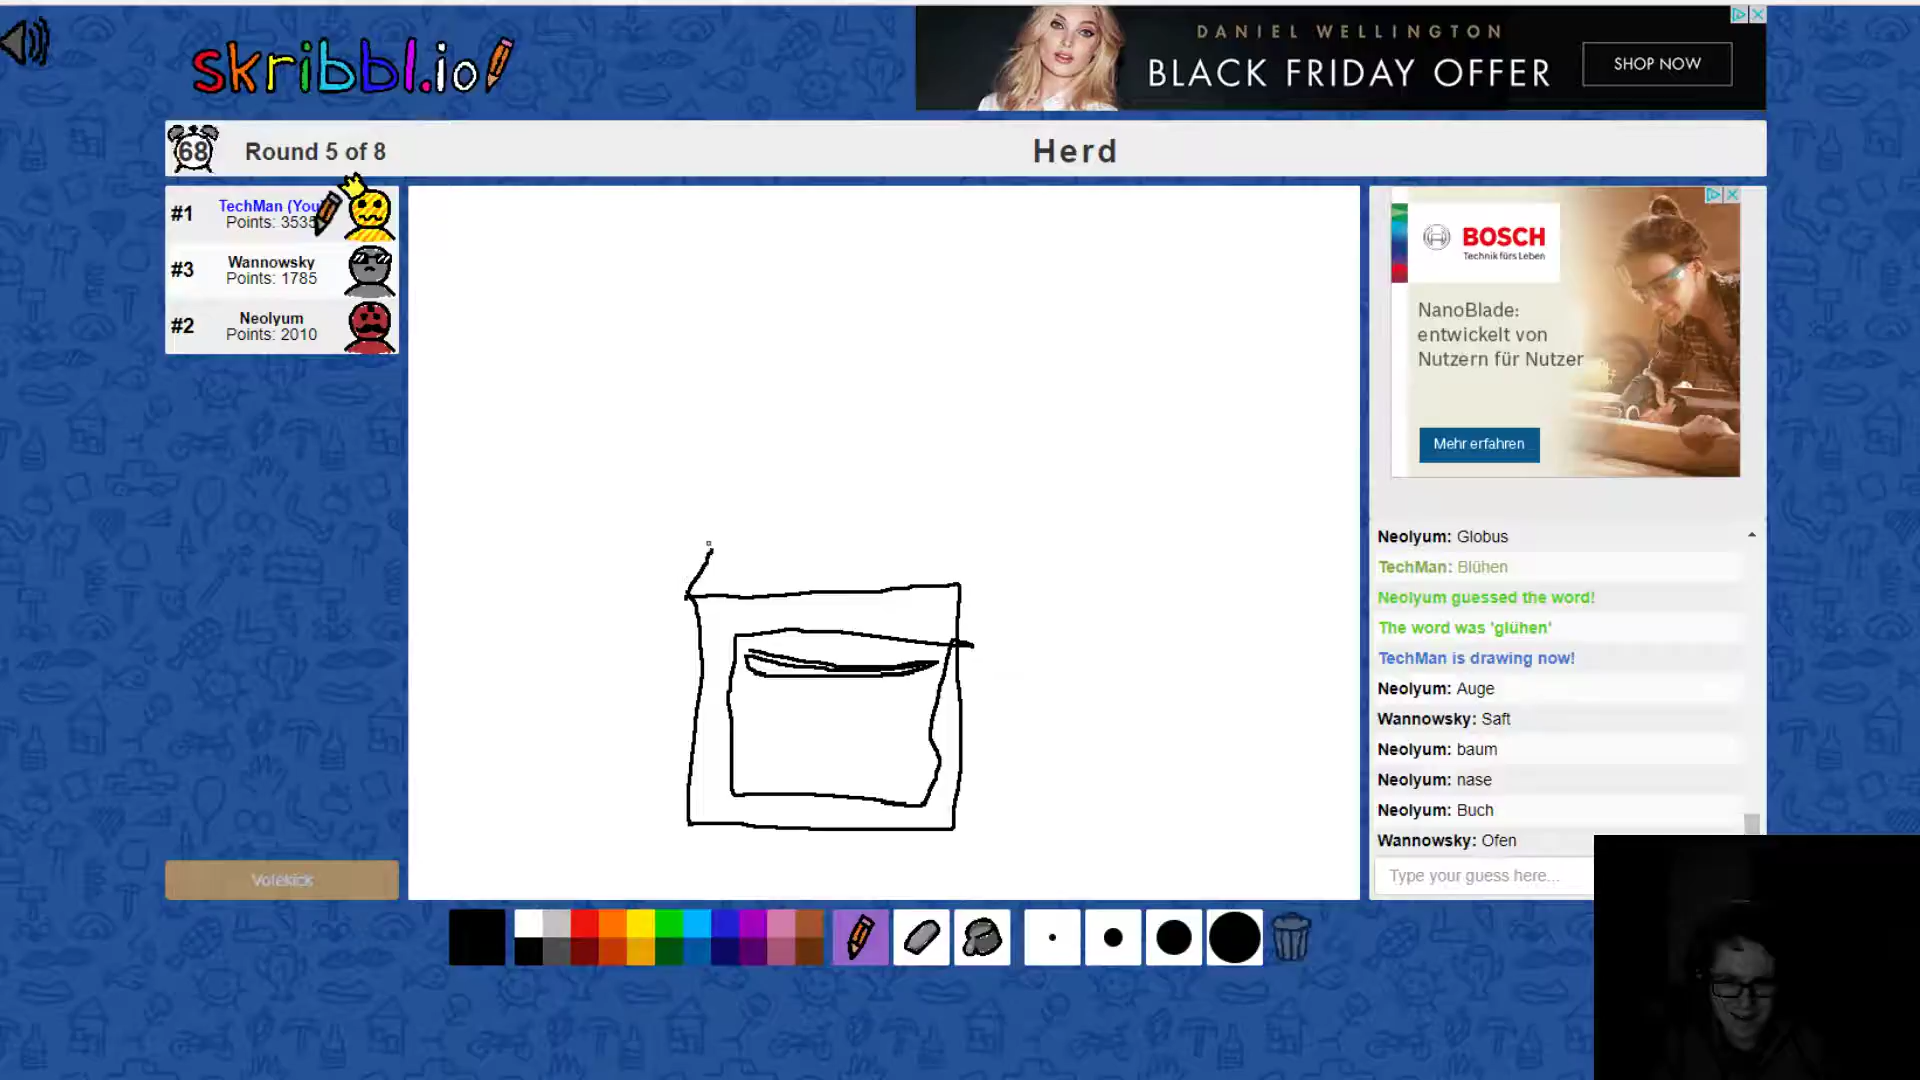 skribbl.io
DANIEL WELLINGTON
BLACK FRIDAY OFFER
SHOP NOW
68
Round 5 of 8
Herd
#1
TechMan (You
Points: 3535
#3
Wannowsky
Points: 1785
#2
Neolyum
Points: 2010
BOSCH
Technik fürs Leben
NanoBlade:
entwickelt von
Nutzern für Nutzer
Mehr erfahren
Neolyum: Globus
TechMan: Blühen
Neolyum guessed the word!
The word was 'glühen'
TechMan is drawing now!
Neolyum: Auge
Wannowsky: Saft
Neolyum: baum
Neolyum: nase
Neolyum: Buch
Wannowsky: Ofen
Type your guess here...
Votekick